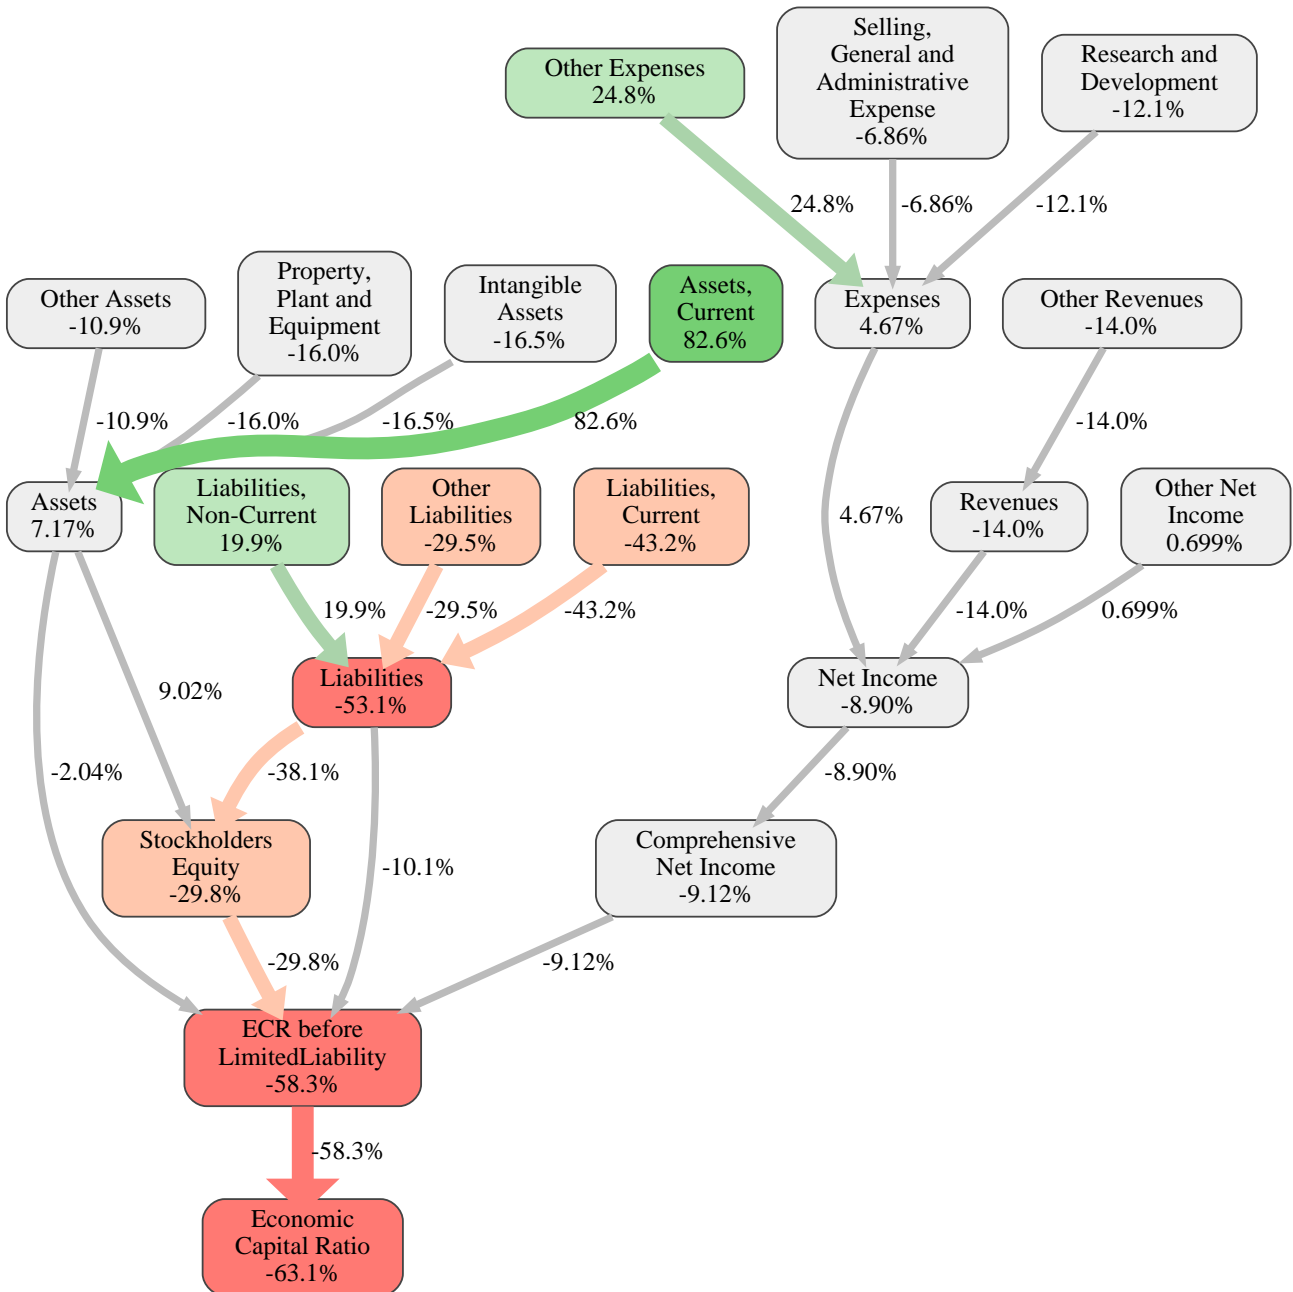 Selling,
General and
Administrative
Expense
-6.86%
Other Expenses
24.8%
Research and
Development
-12.1%
24.8%
-6.86%
-12.1%
Other Assets
-10.9%
Property,
Plant and
Equipment
-16.0%
Intangible
Assets
-16.5%
Assets,
Current
82.6%
Expenses
4.67%
Other Revenues
-14.0%
-10.9%
-16.0%
-16.5%
82.6%
-14.0%
Assets
7.17%
Liabilities,
Non-Current
19.9%
Other
Liabilities
-29.5%
Liabilities,
Current
-43.2%
4.67%
Revenues
-14.0%
Other Net
Income
0.699%
19.9%
-29.5%
-43.2%
-14.0%
0.699%
9.02%
Liabilities
-53.1%
Net Income
-8.90%
-2.04%
-38.1%
-8.90%
Stockholders
Equity
-29.8%
-10.1%
Comprehensive
Net Income
-9.12%
-29.8%
-9.12%
ECR before
LimitedLiability
-58.3%
-58.3%
Economic
Capital Ratio
-63.1%